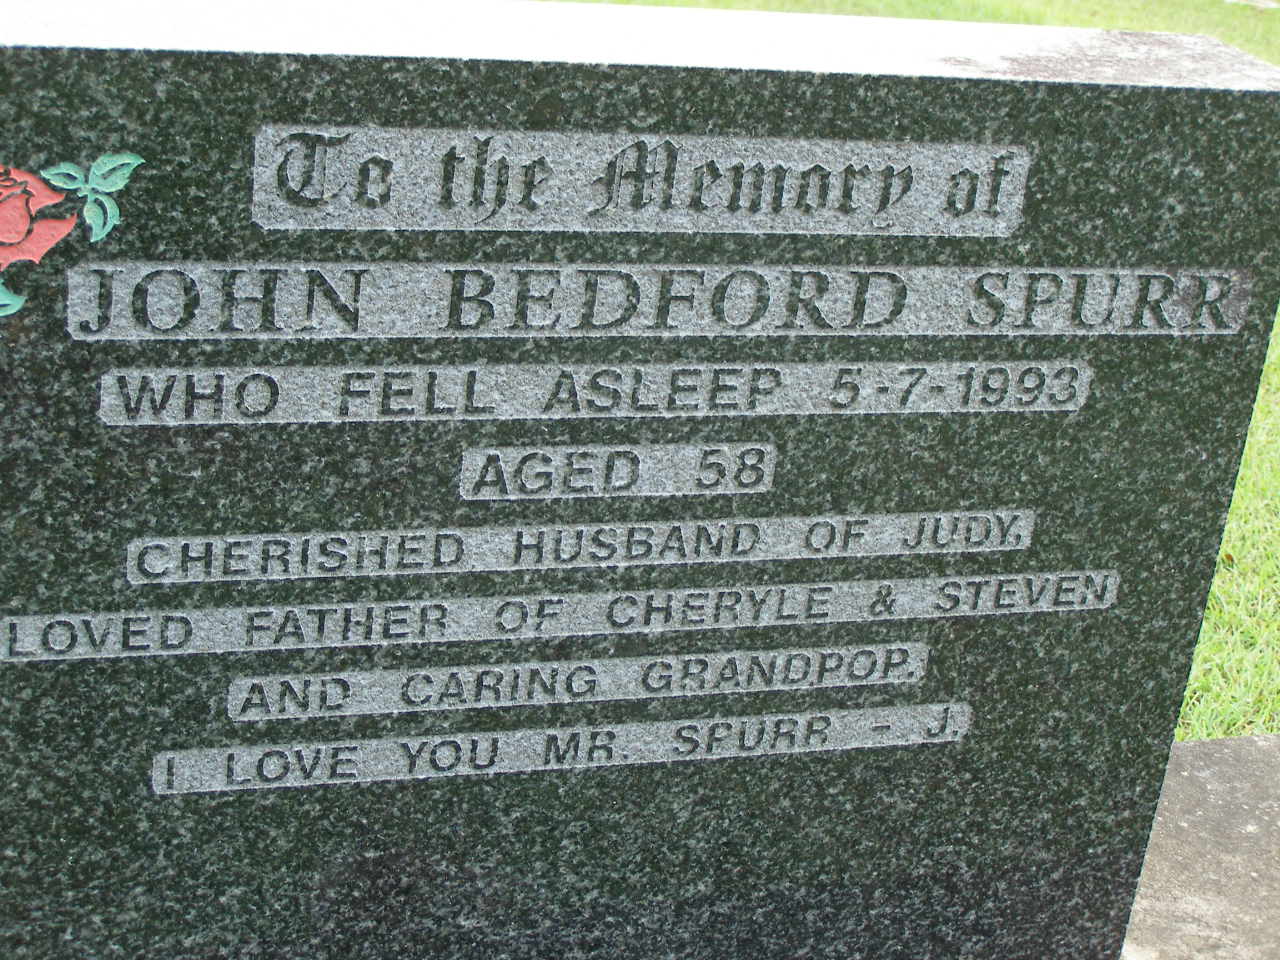 To the Memory of
JOHN BEDFORD SPURR
WHO FELL ASLEEP 5-7-1993
AGED 58
CHERISHED HUSBAND OF JUDY,
LOVED FATHER OF CHERYLE & STEVEN
AND CARING GRANDPOP.
I LOVE YOU MR. SPURR - J.